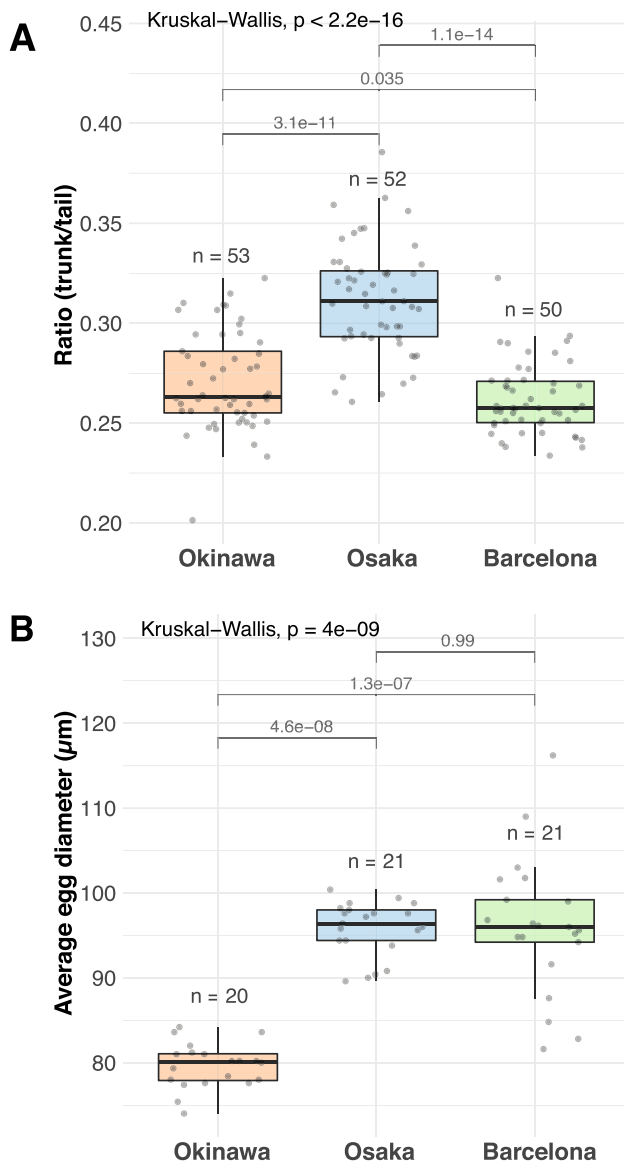 A
Kruskal−Wallis, p < 2.2e−16
0.45
1.1e−14
0.035
0.40
3.1e−11
n = 52
0.35
n = 53
n = 50
0.30
0.25
0.20
Ratio (trunk/tail)
Okinawa Osaka Barcelona
B
Kruskal−Wallis, p = 4e−09
130
0.99
1.3e−07
120
4.6e−08
110
n = 21
n = 21
100
90
n = 20
80
Average egg diameter (µm)
Okinawa Osaka Barcelona